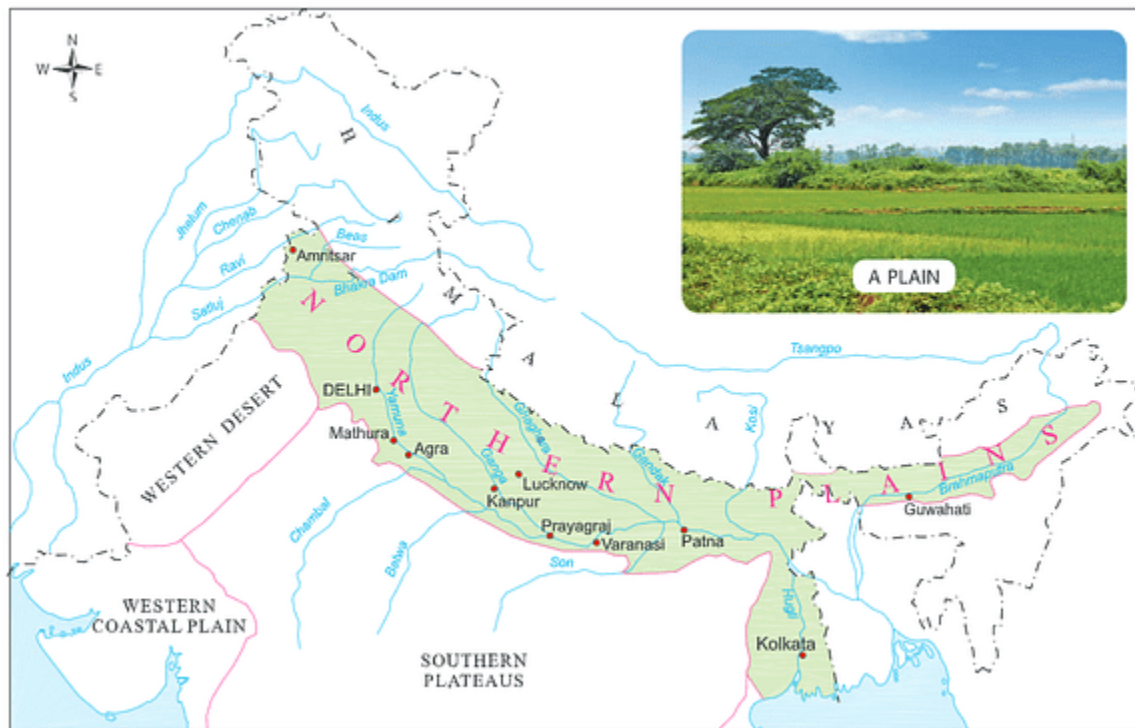 N
W E
S
Indus
H
I
M
A
L
A
Y
A
S
Jhelum
Chenab
Ravi
Beas
Amritsar
Satluj
Bhakra Dam
Indus
A PLAIN
Tsangpo
NORTHERN PLAINS
WESTERN DESERT
DELHI
Yamuna
Mathura
Agra
Ghaghara
Ganga
Lucknow
Kanpur
Gandak
Kosi
Brahmaputra
Guwahati
Chambal
Betwa
Prayagraj
Varanasi
Patna
Son
Hugli
Kolkata
WESTERN
COASTAL PLAIN
SOUTHERN
PLATEAUS